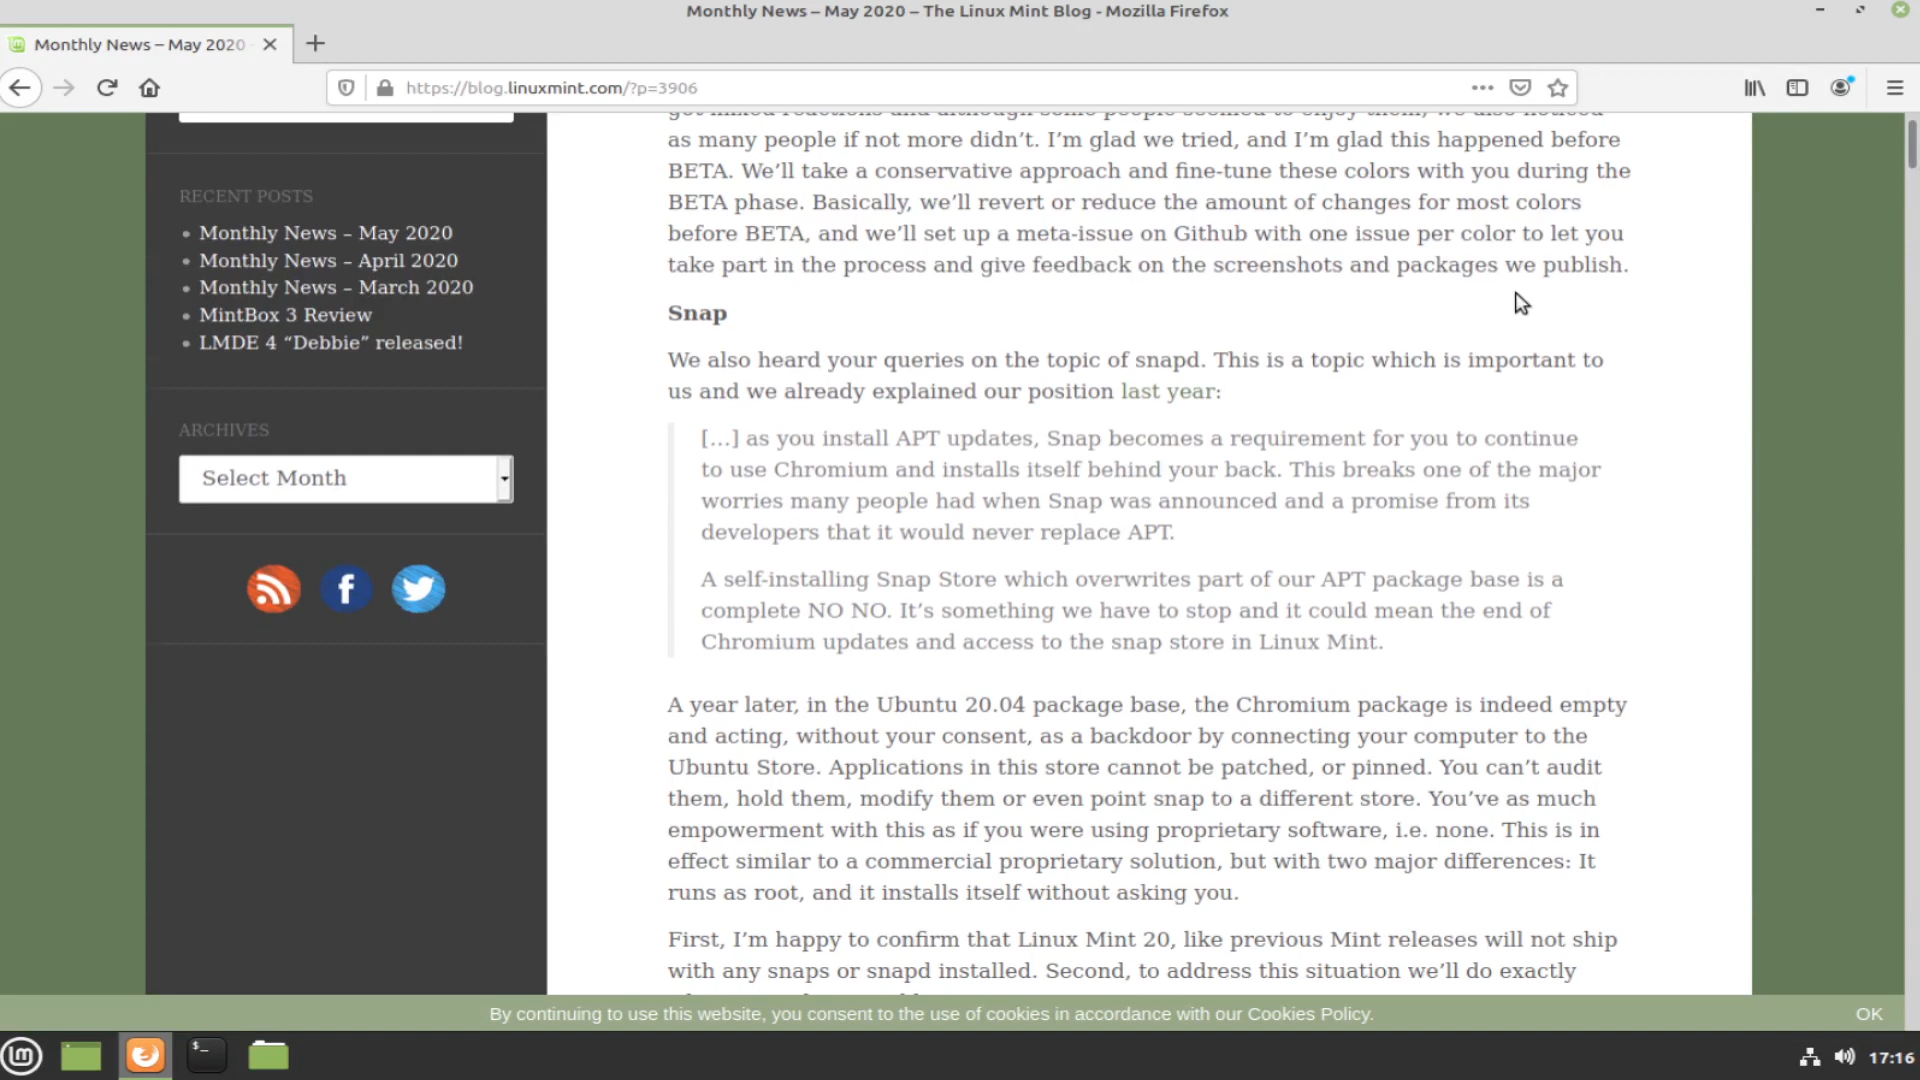 Monthly News – May 2020 – The Linux Mint Blog - Mozilla Firefox
Monthly News – May 2020
https://blog.linuxmint.com/?p=3906
RECENT POSTS
Monthly News – May 2020
Monthly News – April 2020
Monthly News – March 2020
MintBox 3 Review
LMDE 4 “Debbie” released!
ARCHIVES
Select Month
as many people if not more didn’t. I’m glad we tried, and I’m glad this happened before
BETA. We’ll take a conservative approach and fine-tune these colors with you during the
BETA phase. Basically, we’ll revert or reduce the amount of changes for most colors
before BETA, and we’ll set up a meta-issue on Github with one issue per color to let you
take part in the process and give feedback on the screenshots and packages we publish.
Snap
We also heard your queries on the topic of snapd. This is a topic which is important to
us and we already explained our position last year:
[…] as you install APT updates, Snap becomes a requirement for you to continue
to use Chromium and installs itself behind your back. This breaks one of the major
worries many people had when Snap was announced and a promise from its
developers that it would never replace APT.
A self-installing Snap Store which overwrites part of our APT package base is a
complete NO NO. It’s something we have to stop and it could mean the end of
Chromium updates and access to the snap store in Linux Mint.
A year later, in the Ubuntu 20.04 package base, the Chromium package is indeed empty
and acting, without your consent, as a backdoor by connecting your computer to the
Ubuntu Store. Applications in this store cannot be patched, or pinned. You can’t audit
them, hold them, modify them or even point snap to a different store. You’ve as much
empowerment with this as if you were using proprietary software, i.e. none. This is in
effect similar to a commercial proprietary solution, but with two major differences: It
runs as root, and it installs itself without asking you.
First, I’m happy to confirm that Linux Mint 20, like previous Mint releases will not ship
with any snaps or snapd installed. Second, to address this situation we’ll do exactly
By continuing to use this website, you consent to the use of cookies in accordance with our Cookies Policy.
OK
17:16